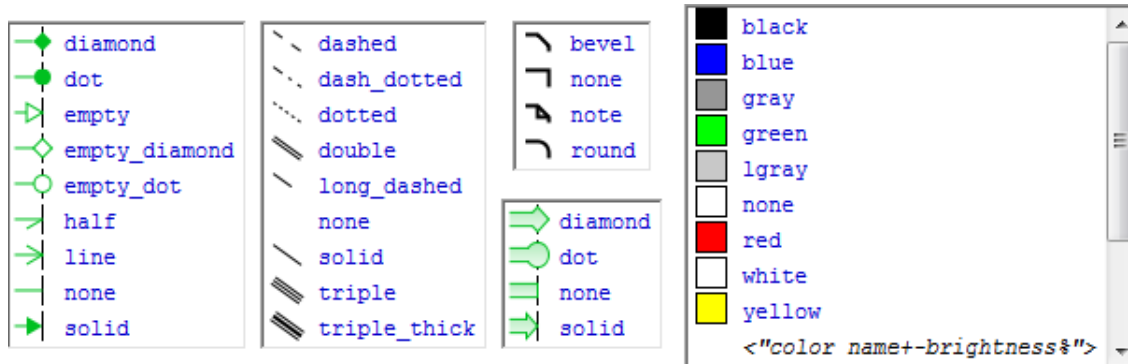 diamond
dot
empty
empty_diamond
empty_dot
half
line
none
solid
dashed
dash_dotted
dotted
double
long_dashed
none
solid
triple
triple_thick
bevel
none
note
round
diamond
dot
none
solid
black
blue
gray
green
lgray
none
red
white
yellow
<"color name+-brightness%">